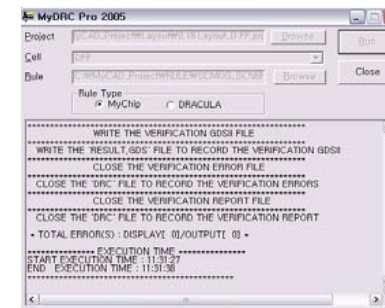 MyDRC Pro 2005
Project
Browse
Run
Cell DFF
Rule
Browse
Close
Rule Type
MyChip DRACULA
****************************************************
WRITE THE VERIFICATION GDSII FILE
****************************************************
WRITE THE 'RESULT.GDS' FILE TO RECORD THE VERIFICATION GDSII
****************************************************
CLOSE THE VERIFICATION ERROR FILE
****************************************************
CLOSE THE 'DRC' FILE TO RECORD THE VERIFICATION ERRORS
****************************************************
CLOSE THE VERIFICATION REPORT FILE
****************************************************
CLOSE THE 'DRC' FILE TO RECORD THE VERIFICATION REPORT
****************************************************
* TOTAL ERROR(S) : DISPLAY[ 0]/OUTPUT[ 0] *
*************** EXECUTION TIME ***************
START EXECUTION TIME : 11:31:27
END EXECUTION TIME : 11:31:38
****************************************************